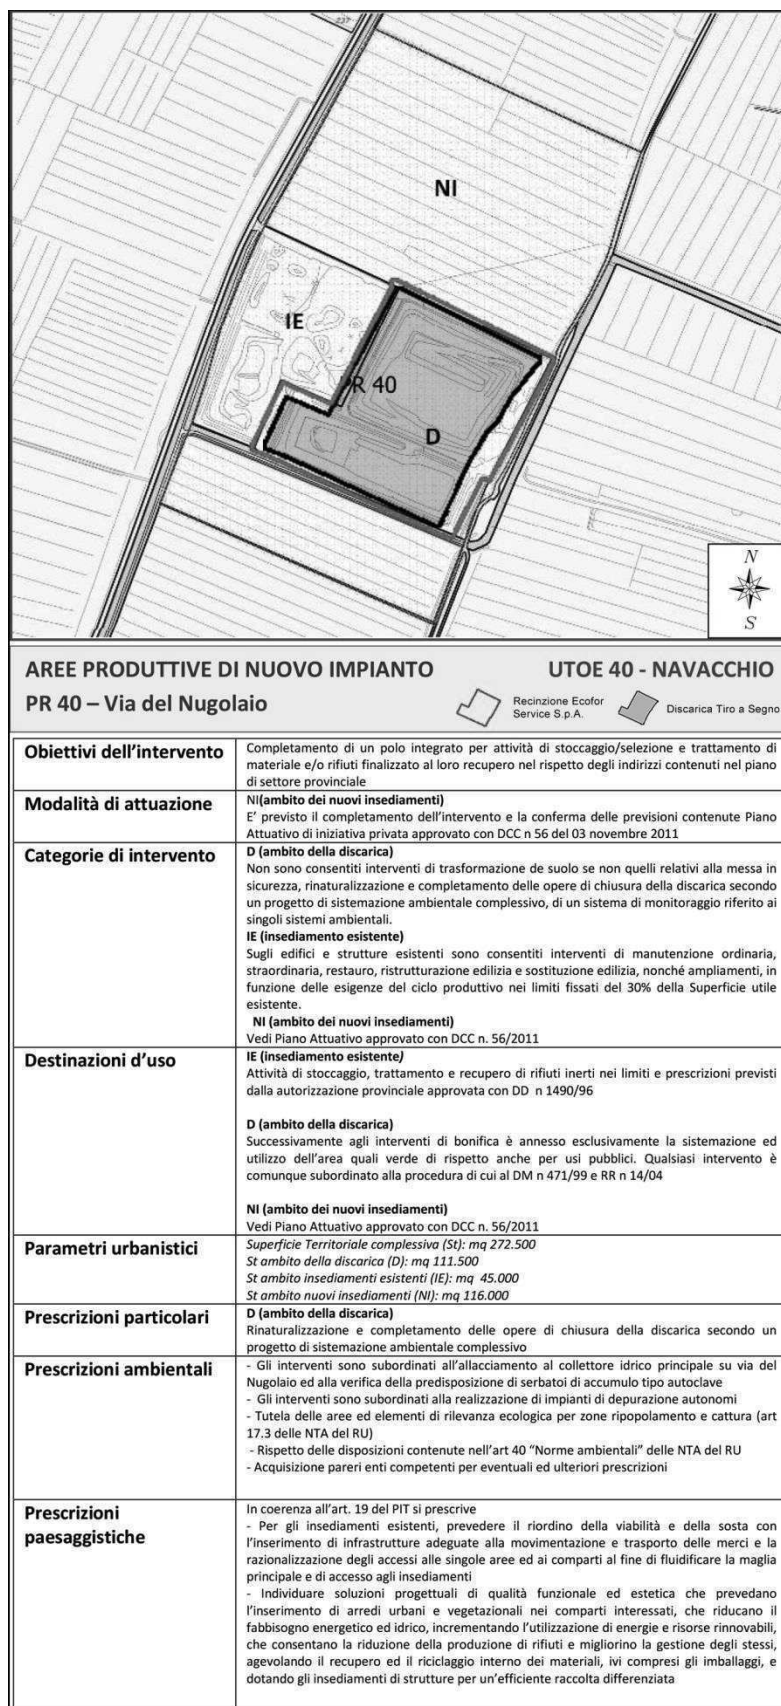 237
NI
IE
PR 40
D
N
S
AREE PRODUTTIVE DI NUOVO IMPIANTO
UTOE 40 - NAVACCHIO
PR 40 – Via del Nugolaio
Recinzione Ecofor
Service S.p.A.
Discarica Tiro a Segno
Obiettivi dell'intervento
Completamento di un polo integrato per attività di stoccaggio/selezione e trattamento di
materiale e/o rifiuti finalizzato al loro recupero nel rispetto degli indirizzi contenuti nel piano
di settore provinciale
Modalità di attuazione
NI(ambito dei nuovi insediamenti)
E' previsto il completamento dell'intervento e la conferma delle previsioni contenute Piano
Attuativo di iniziativa privata approvato con DCC n 56 del 03 novembre 2011
Categorie di intervento
D (ambito della discarica)
Non sono consentiti interventi di trasformazione de suolo se non quelli relativi alla messa in
sicurezza, rinaturalizzazione e completamento delle opere di chiusura della discarica secondo
un progetto di sistemazione ambientale complessivo, di un sistema di monitoraggio riferito ai
singoli sistemi ambientali.
IE (insediamento esistente)
Sugli edifici e strutture esistenti sono consentiti interventi di manutenzione ordinaria,
straordinaria, restauro, ristrutturazione edilizia e sostituzione edilizia, nonché ampliamenti, in
funzione delle esigenze del ciclo produttivo nei limiti fissati del 30% della Superficie utile
esistente.
NI (ambito dei nuovi insediamenti)
Vedi Piano Attuativo approvato con DCC n. 56/2011
Destinazioni d'uso
IE (insediamento esistente)
Attività di stoccaggio, trattamento e recupero di rifiuti inerti nei limiti e prescrizioni previsti
dalla autorizzazione provinciale approvata con DD n 1490/96
D (ambito della discarica)
Successivamente agli interventi di bonifica è annesso esclusivamente la sistemazione ed
utilizzo dell'area quali verde di rispetto anche per usi pubblici. Qualsiasi intervento è
comunque subordinato alla procedura di cui al DM n 471/99 e RR n 14/04
NI (ambito dei nuovi insediamenti)
Vedi Piano Attuativo approvato con DCC n. 56/2011
Parametri urbanistici
Superficie Territoriale complessiva (St): mq 272.500
St ambito della discarica (D): mq 111.500
St ambito insediamenti esistenti (IE): mq 45.000
St ambito nuovi insediamenti (NI): mq 116.000
Prescrizioni particolari
D (ambito della discarica)
Rinaturalizzazione e completamento delle opere di chiusura della discarica secondo un
progetto di sistemazione ambientale complessivo
Prescrizioni ambientali
- Gli interventi sono subordinati all'allacciamento al collettore idrico principale su via del
Nugolaio ed alla verifica della predisposizione di serbatoi di accumulo tipo autoclave
- Gli interventi sono subordinati alla realizzazione di impianti di depurazione autonomi
- Tutela delle aree ed elementi di rilevanza ecologica per zone ripopolamento e cattura (art
17.3 delle NTA del RU)
- Rispetto delle disposizioni contenute nell'art 40 "Norme ambientali" delle NTA del RU
- Acquisizione pareri enti competenti per eventuali ed ulteriori prescrizioni
Prescrizioni
paesaggistiche
In coerenza all'art. 19 del PIT si prescrive
- Per gli insediamenti esistenti, prevedere il riordino della viabilità e della sosta con
l'inserimento di infrastrutture adeguate alla movimentazione e trasporto delle merci e la
razionalizzazione degli accessi alle singole aree ed ai comparti al fine di fluidificare la maglia
principale e di accesso agli insediamenti
- Individuare soluzioni progettuali di qualità funzionale ed estetica che prevedano
l'inserimento di arredi urbani e vegetazionali nei comparti interessati, che riducano il
fabbisogno energetico ed idrico, incrementando l'utilizzazione di energie e risorse rinnovabili,
che consentano la riduzione della produzione di rifiuti e migliorino la gestione degli stessi,
agevolando il recupero ed il riciclaggio interno dei materiali, ivi compresi gli imballaggi, e
dotando gli insediamenti di strutture per un'efficiente raccolta differenziata